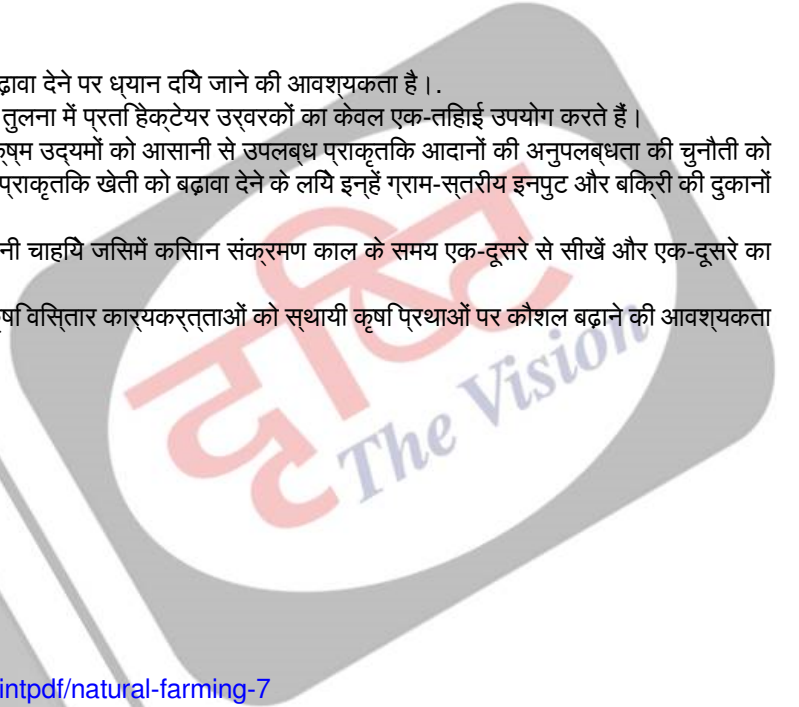 ढ़ावा देने पर ध्यान दिये जाने की आवश्यकता है।.
तुलना में प्रति हेक्टेयर उर्वरकों का केवल एक-तिहाई उपयोग करते हैं।
क्ष्म उद्यमों को आसानी से उपलब्ध प्राकृतिक आदानों की अनुपलब्धता की चुनौती को
प्राकृतिक खेती को बढ़ावा देने के लिये इन्हें ग्राम-स्तरीय इनपुट और बिक्री की दुकानों
नी चाहिये जिसमें किसान संक्रमण काल के समय एक-दूसरे से सीखें और एक-दूसरे का
षि विस्तार कार्यकर्त्ताओं को स्थायी कृषि प्रथाओं पर कौशल बढ़ाने की आवश्यकता
दृष्टि
The Vision
intpdf/natural-farming-7